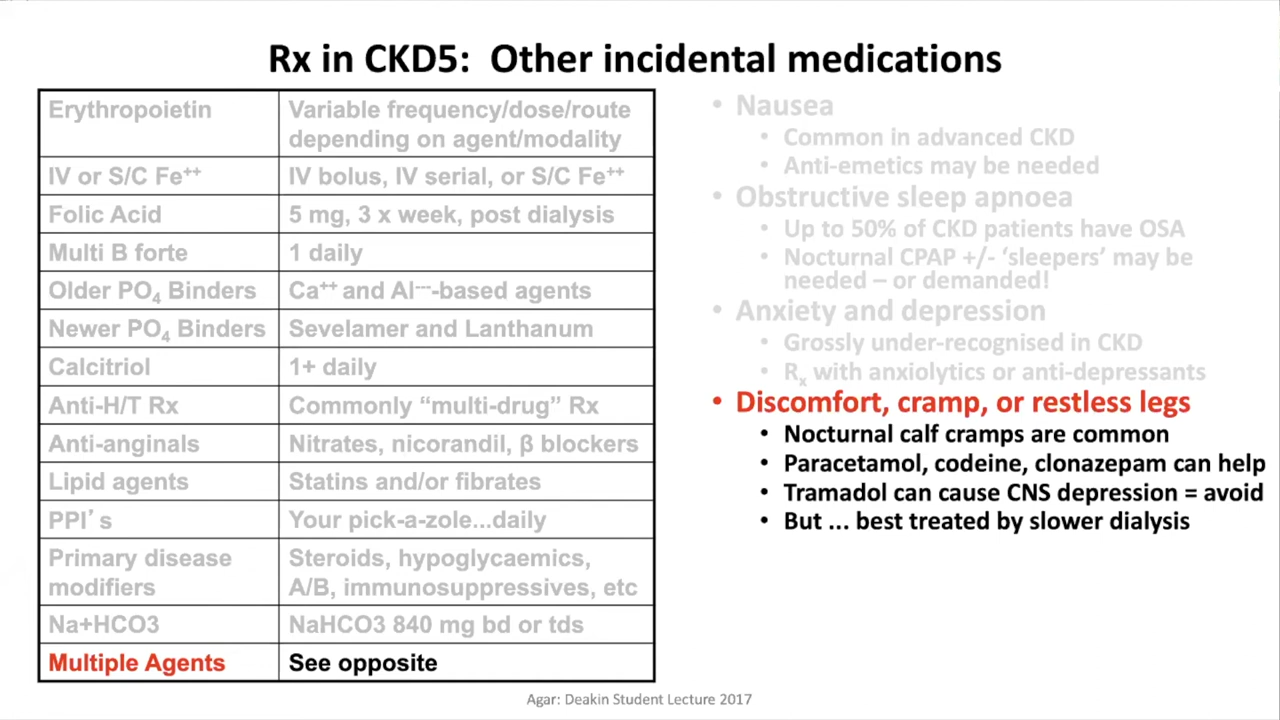 Rx in CKD5:  Other incidental medications
Erythropoietin
Variable frequency/dose/route
depending on agent/modality
IV or S/C Fe⁺⁺
IV bolus, IV serial, or S/C Fe⁺⁺
Folic Acid
5 mg, 3 x week, post dialysis
Multi B forte
1 daily
Older PO₄ Binders
Ca⁺⁺ and Al⁻⁻⁻-based agents
Newer PO₄ Binders
Sevelamer and Lanthanum
Calcitriol
1+ daily
Anti-H/T Rx
Commonly “multi-drug” Rx
Anti-anginals
Nitrates, nicorandil, β blockers
Lipid agents
Statins and/or fibrates
PPI’s
Your pick-a-zole...daily
Primary disease
modifiers
Steroids, hypoglycaemics,
A/B, immunosuppressives, etc
Na+HCO3
NaHCO3 840 mg bd or tds
Multiple Agents
See opposite
• Nausea
• Common in advanced CKD
• Anti-emetics may be needed
• Obstructive sleep apnoea
• Up to 50% of CKD patients have OSA
• Nocturnal CPAP +/- ‘sleepers’ may be
needed – or demanded!
• Anxiety and depression
• Grossly under-recognised in CKD
• Rₓ with anxiolytics or anti-depressants
• Discomfort, cramp, or restless legs
• Nocturnal calf cramps are common
• Paracetamol, codeine, clonazepam can help
• Tramadol can cause CNS depression = avoid
• But ... best treated by slower dialysis
Agar: Deakin Student Lecture 2017